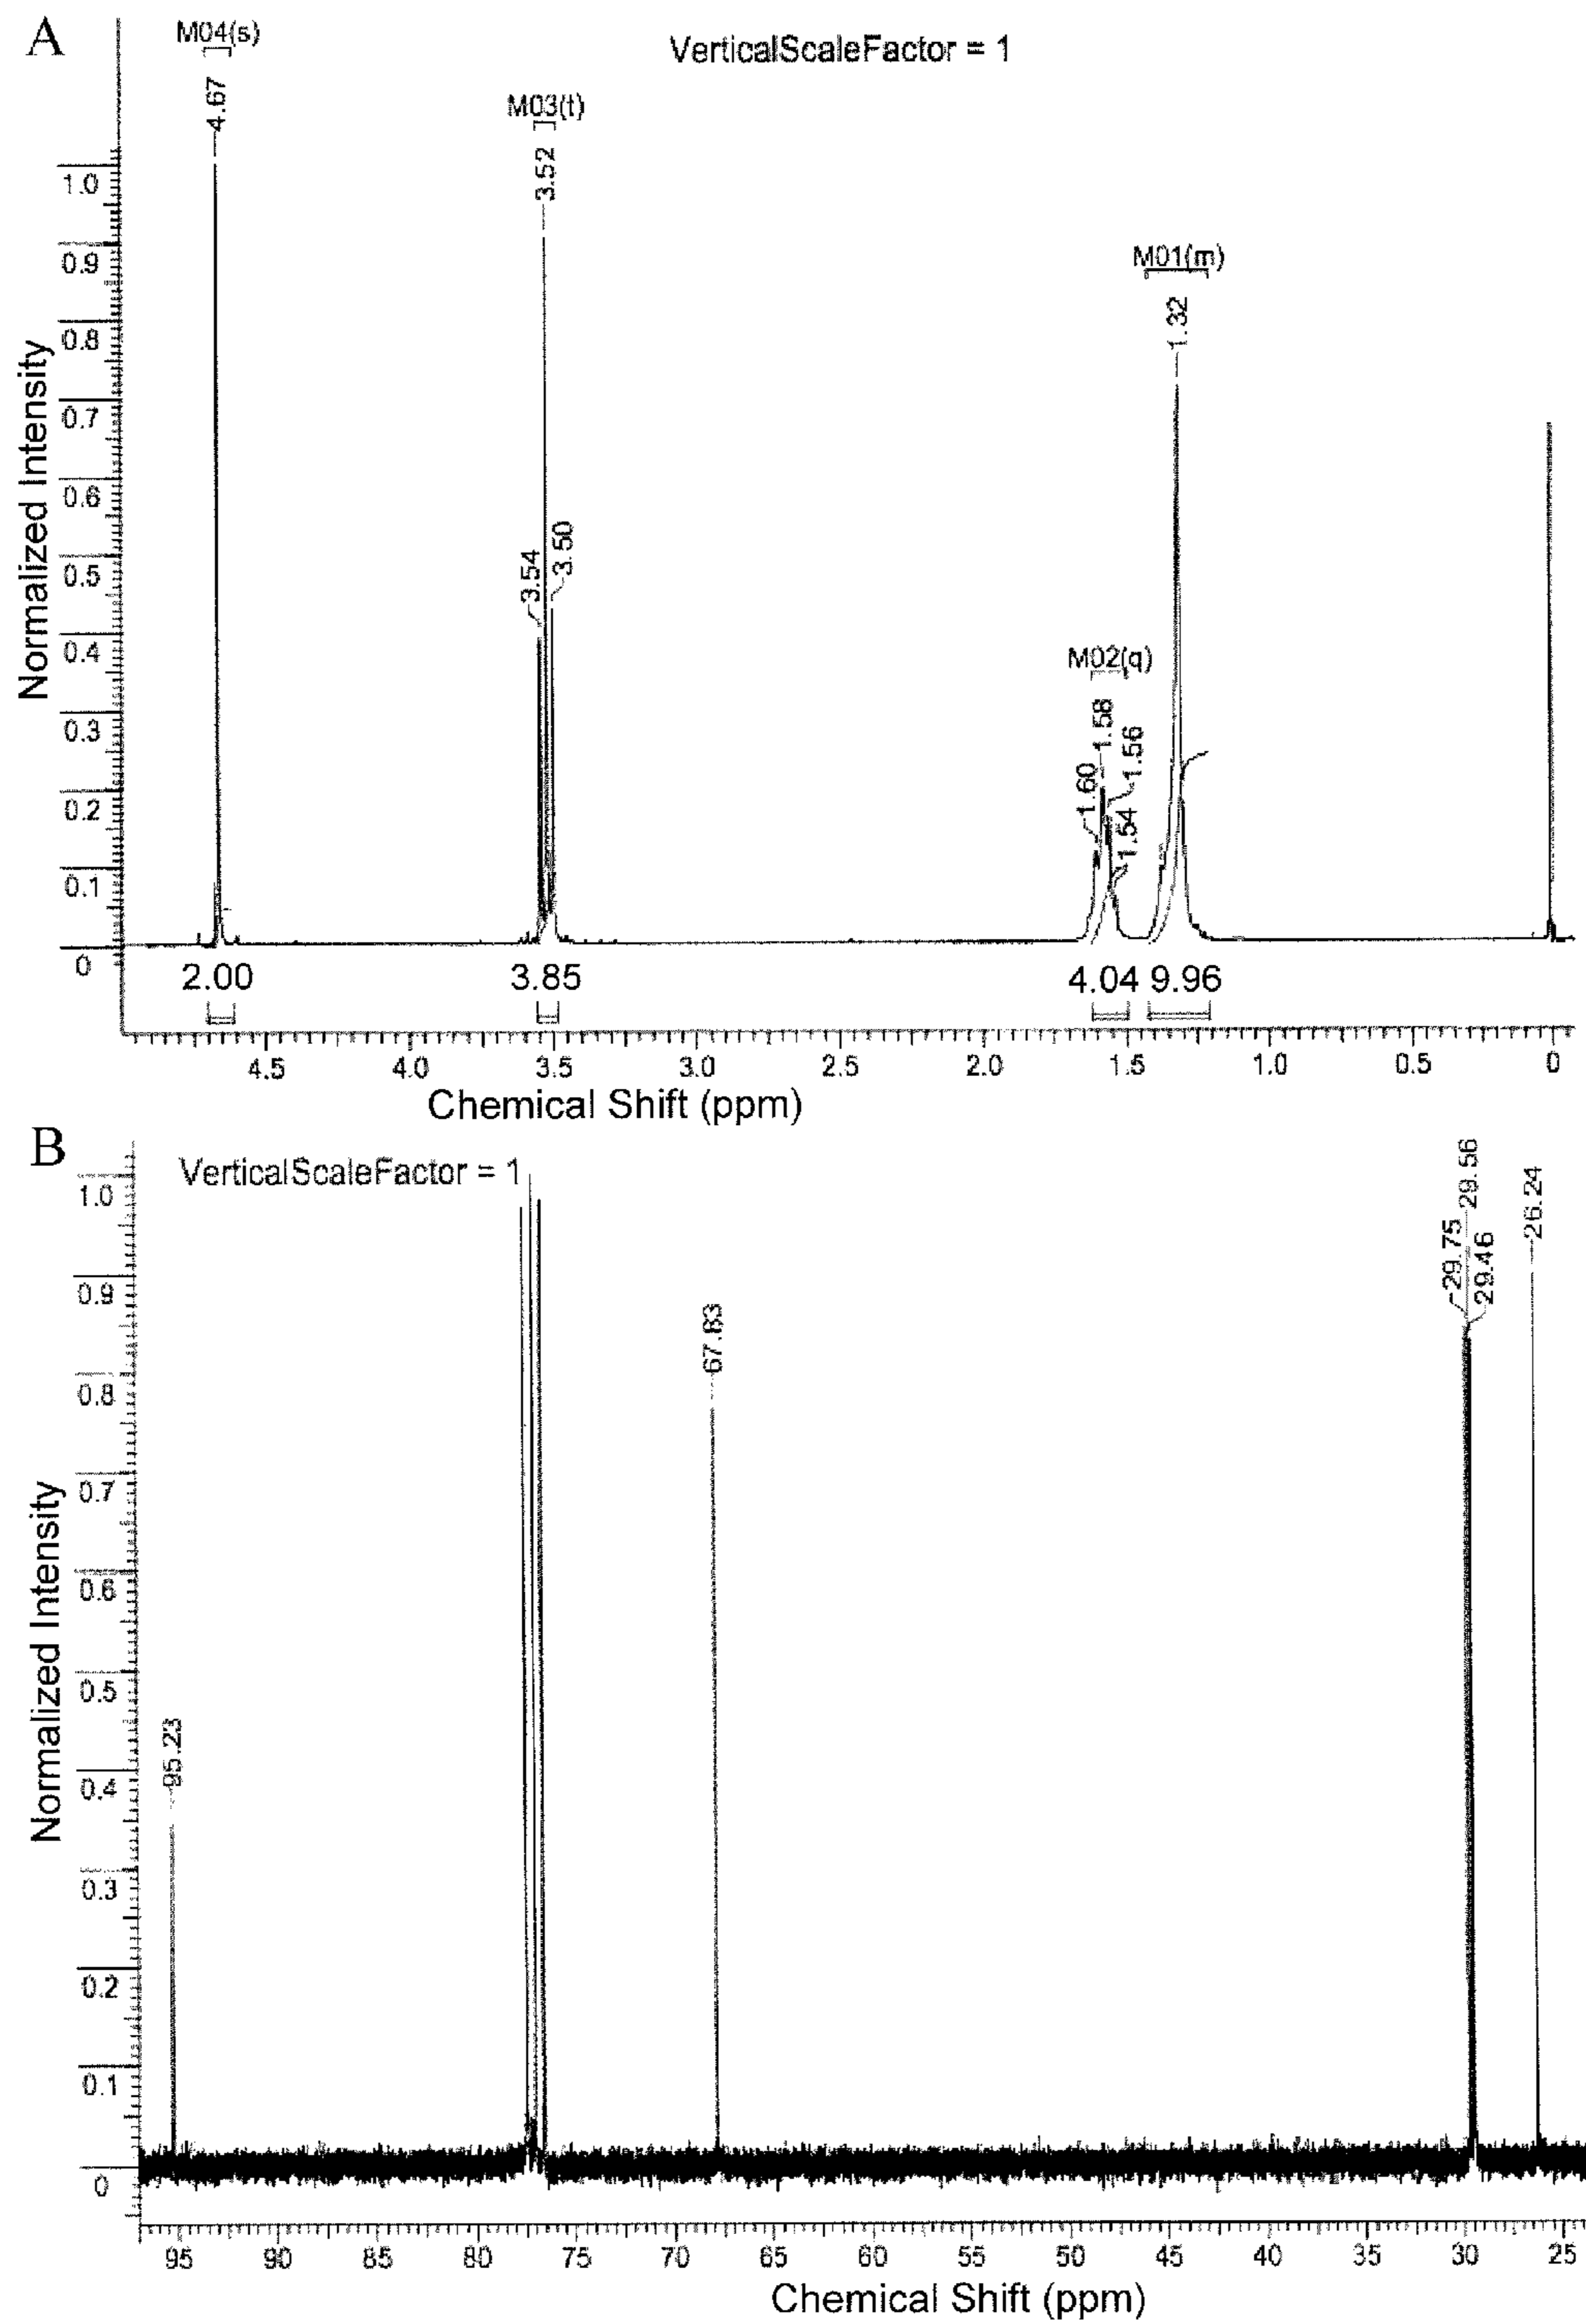 A
M04(s)
VerticalScaleFactor = 1
4.67
M03(t)
3.52
M01(m)
1.32
3.54
3.50
M02(q)
1.60
1.58
1.56
1.54
Normalized Intensity
1.0
0.9
0.8
0.7
0.6
0.5
0.4
0.3
0.2
0.1
0
2.00 3.85 4.04 9.96
4.5 4.0 3.5 3.0 2.5 2.0 1.5 1.0 0.5 0
Chemical Shift (ppm)
B
VerticalScaleFactor = 1
95.23
67.83
29.75
29.56
29.46
26.24
Normalized Intensity
1.0
0.9
0.8
0.7
0.6
0.5
0.4
0.3
0.2
0.1
0
95 90 85 80 75 70 65 60 55 50 45 40 35 30 25
Chemical Shift (ppm)